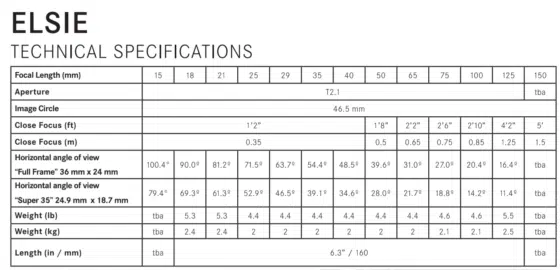 ELSIE
TECHNICAL SPECIFICATIONS
Focal Length (mm) 15 18 21 25 29 35 40 50 65 75 100 125 150
Aperture T2.1 tba
Image Circle 46.5 mm
Close Focus (ft) 1'2" 1'8" 2'2" 2'6" 2'10" 4'2" 5'
Close Focus (m) 0.35 0.5 0.65 0.75 0.85 1.25 1.5
Horizontal angle of view
"Full Frame" 36 mm x 24 mm 100.4º 90.0º 81.2º 71.5º 63.7º 54.4º 48.5º 39.6º 31.0º 27.0º 20.4º 16.4º tba
Horizontal angle of view
"Super 35" 24.9 mm x 18.7 mm 79.4º 69.3º 61.3º 52.9º 46.5º 39.1º 34.6º 28.0º 21.7º 18.8º 14.2º 11.4º tba
Weight (lb) tba 5.3 5.3 4.4 4.4 4.4 4.4 4.4 4.4 4.6 4.6 5.5 tba
Weight (kg) tba 2.4 2.4 2 2 2 2 2 2 2.1 2.1 2.5 tba
Length (in / mm) tba 6.3" / 160 tba